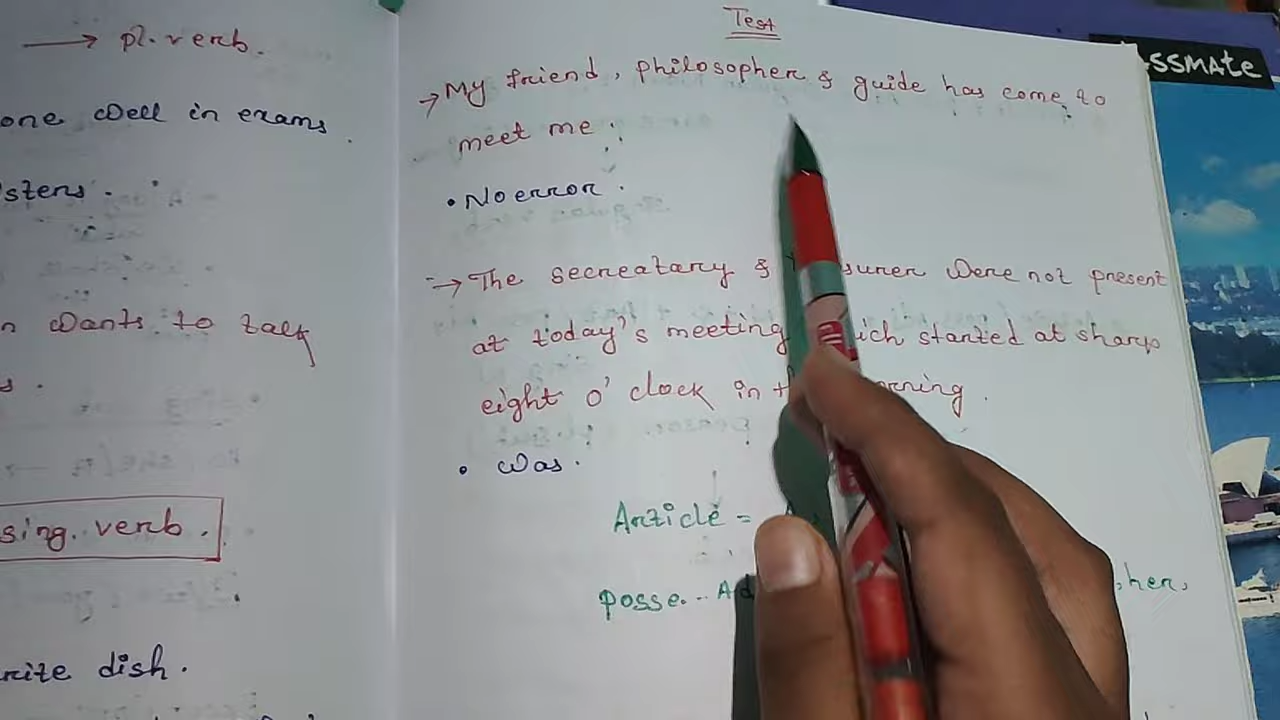 → pl. verb.
one well in exams.
sters.
n wants to talk
s.
sing. verb.
rite dish.
Test
→ My friend, philosopher & guide has come to
meet me.
• No error.
→ The secreatary & surer were not present
at today's meeting ich started at sharp
eight o' clock in rning.
• Was.
Article =
posse. - Ad her,
ASSMATE